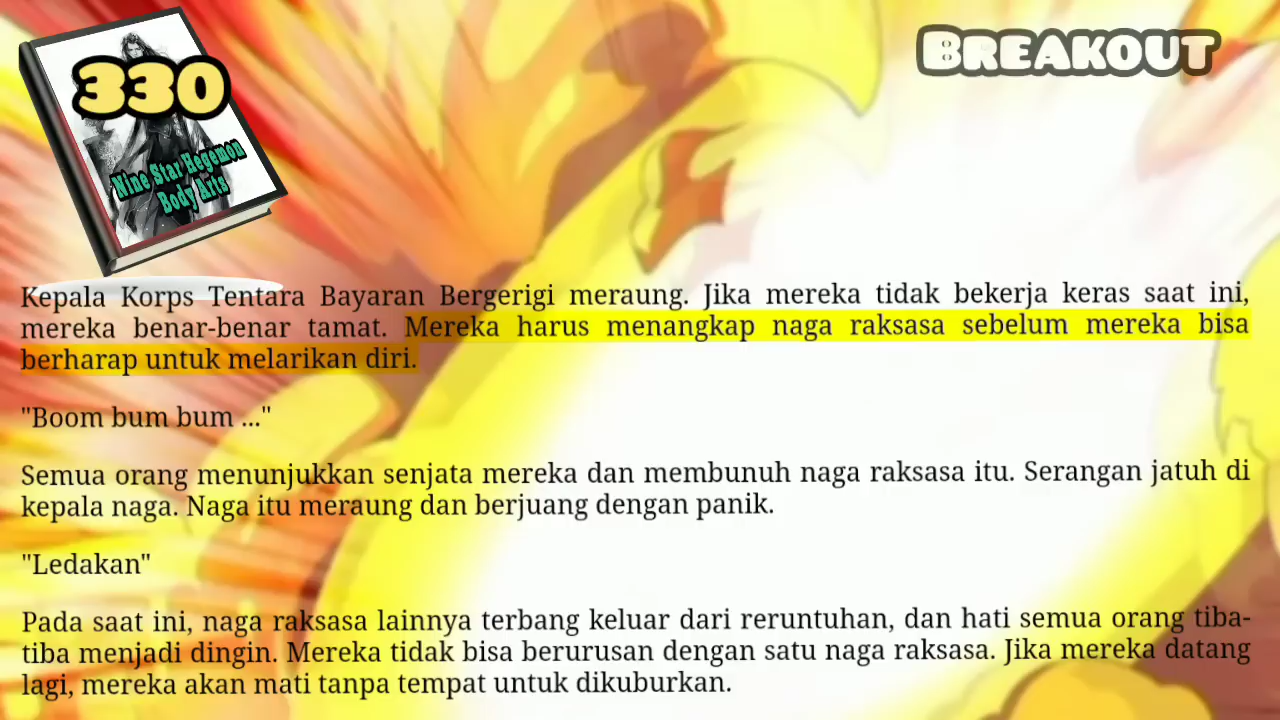 330
Breakout
Nine Star Hegemon
Body Arts
Kepala Korps Tentara Bayaran Bergerigi meraung. Jika mereka tidak bekerja keras saat ini,
mereka benar-benar tamat. Mereka harus menangkap naga raksasa sebelum mereka bisa
berharap untuk melarikan diri.
"Boom bum bum ..."
Semua orang menunjukkan senjata mereka dan membunuh naga raksasa itu. Serangan jatuh di
kepala naga. Naga itu meraung dan berjuang dengan panik.
"Ledakan"
Pada saat ini, naga raksasa lainnya terbang keluar dari reruntuhan, dan hati semua orang tiba-
tiba menjadi dingin. Mereka tidak bisa berurusan dengan satu naga raksasa. Jika mereka datang
lagi, mereka akan mati tanpa tempat untuk dikuburkan.